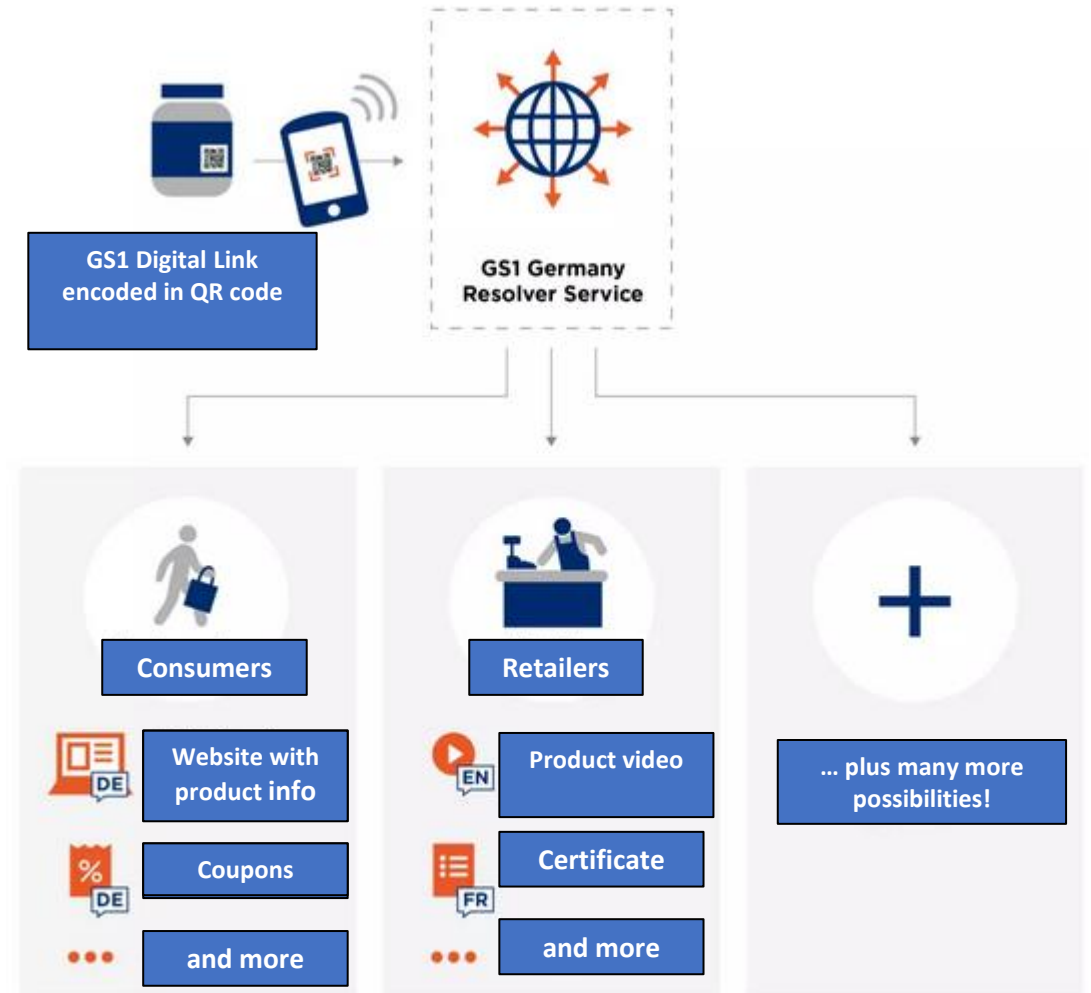 GS1 Digital Link
encoded in QR code
GS1 Germany
Resolver Service
Consumers
Website with
product info
DE
Coupons
%
DE
and more
Retailers
Product video
EN
Certificate
FR
and more
… plus many more
possibilities!